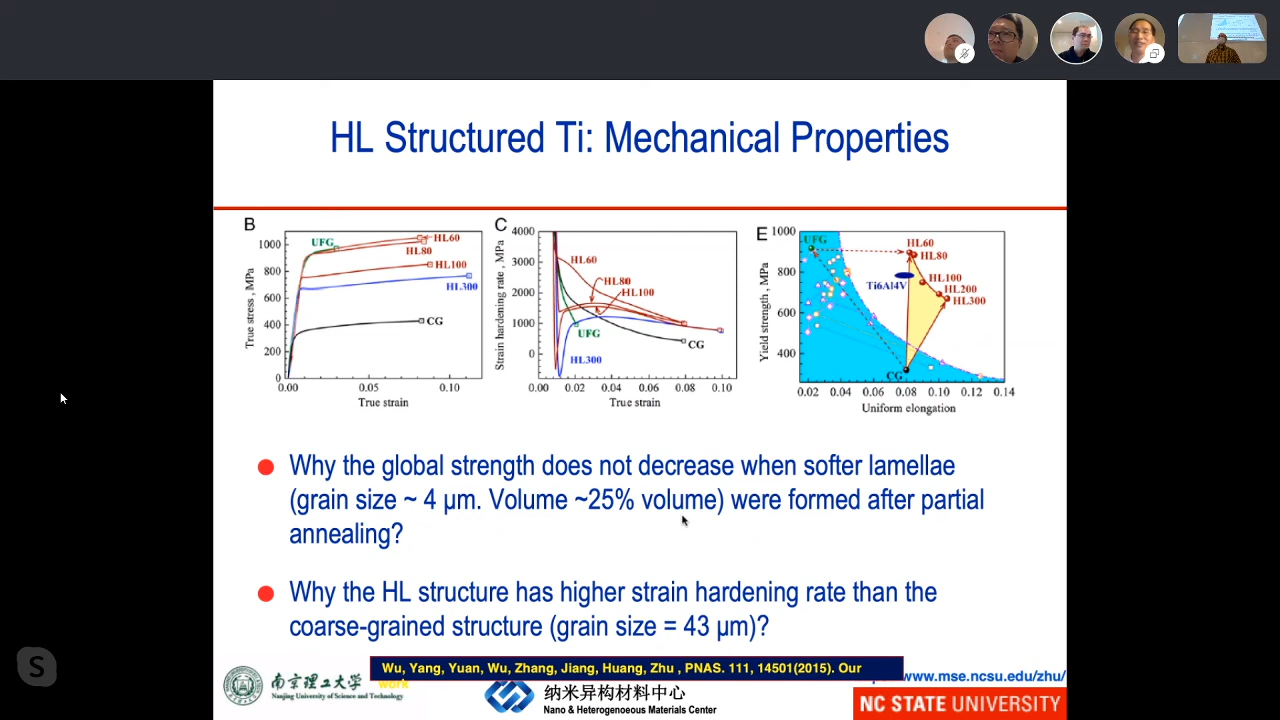 HL Structured Ti: Mechanical Properties
B
1000
800
600
400
200
0
0.00 0.05 0.10
True stress , MPa
True strain
UFG
HL60
HL80
HL100
HL300
CG
C
4000
3000
2000
1000
0
0.00 0.02 0.04 0.06 0.08 0.10
Strain hardening rate , MPa
True strain
HL60
HL80
HL100
UFG
HL300
CG
E
1000
800
600
400
0.02 0.04 0.06 0.08 0.10 0.12 0.14
Yield strength , MPa
Uniform elongation
UFG
HL60
HL80
Ti6Al4V
HL100
HL200
HL300
CG
Why the global strength does not decrease when softer lamellae
(grain size ~ 4 µm. Volume ~25% volume) were formed after partial
annealing?
Why the HL structure has higher strain hardening rate than the
coarse-grained structure (grain size = 43 µm)?
Wu, Yang, Yuan, Wu, Zhang, Jiang, Huang, Zhu , PNAS. 111, 14501(2015). Our
work
www.mse.ncsu.edu/zhu/
南京理工大学
Nanjing University of Science and Technology
纳米异构材料中心
Nano & Heterogenoeous Materials Center
NC STATE UNIVERSITY
S